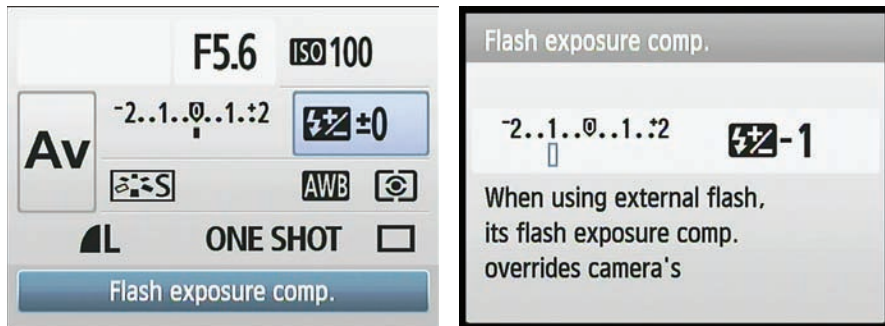 F5.6 ISO 100
Av
-2..1..0..1.:+2 ±0
S AWB
L ONE SHOT
Flash exposure comp.
Flash exposure comp.
-2..1..0..1..+2 -1
When using external flash,
its flash exposure comp.
overrides camera's